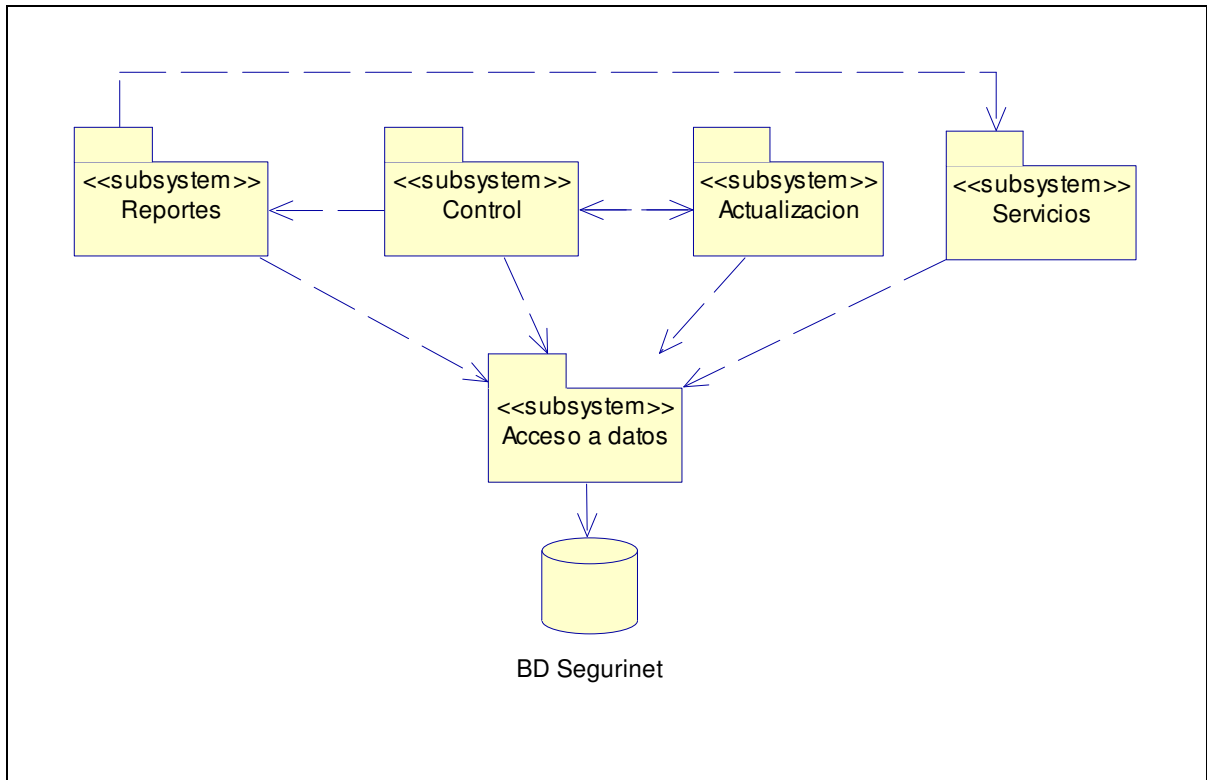 <<subsystem>>
Reportes
<<subsystem>>
Control
<<subsystem>>
Actualizacion
<<subsystem>>
Servicios
<<subsystem>>
Acceso a datos
BD Segurinet